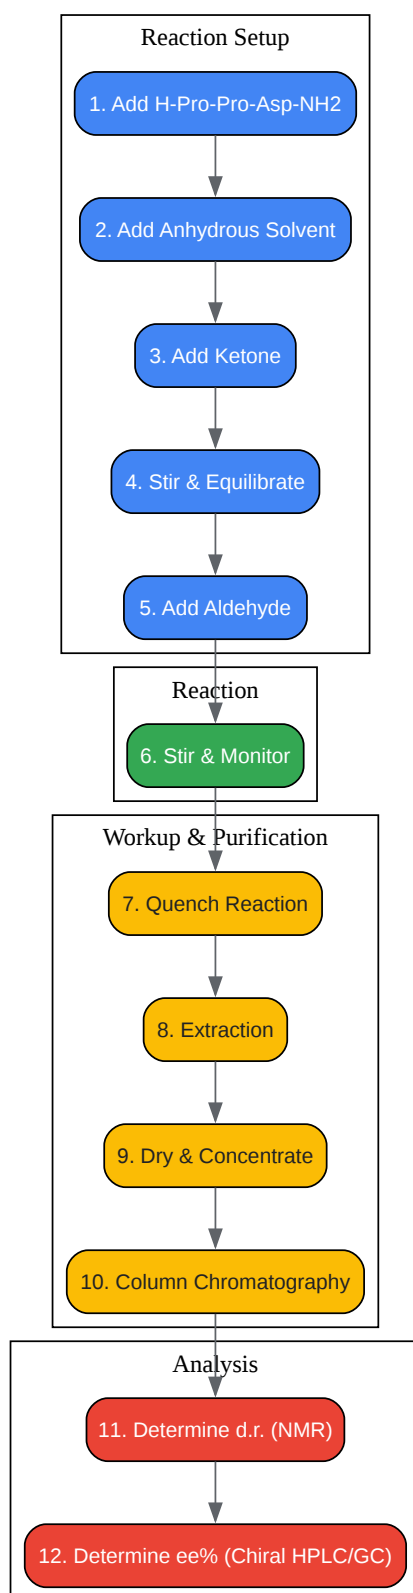 Reaction Setup
1. Add H-Pro-Pro-Asp-NH2
2. Add Anhydrous Solvent
3. Add Ketone
4. Stir & Equilibrate
5. Add Aldehyde
Reaction
6. Stir & Monitor
Workup & Purification
7. Quench Reaction
8. Extraction
9. Dry & Concentrate
10. Column Chromatography
Analysis
11. Determine d.r. (NMR)
12. Determine ee% (Chiral HPLC/GC)